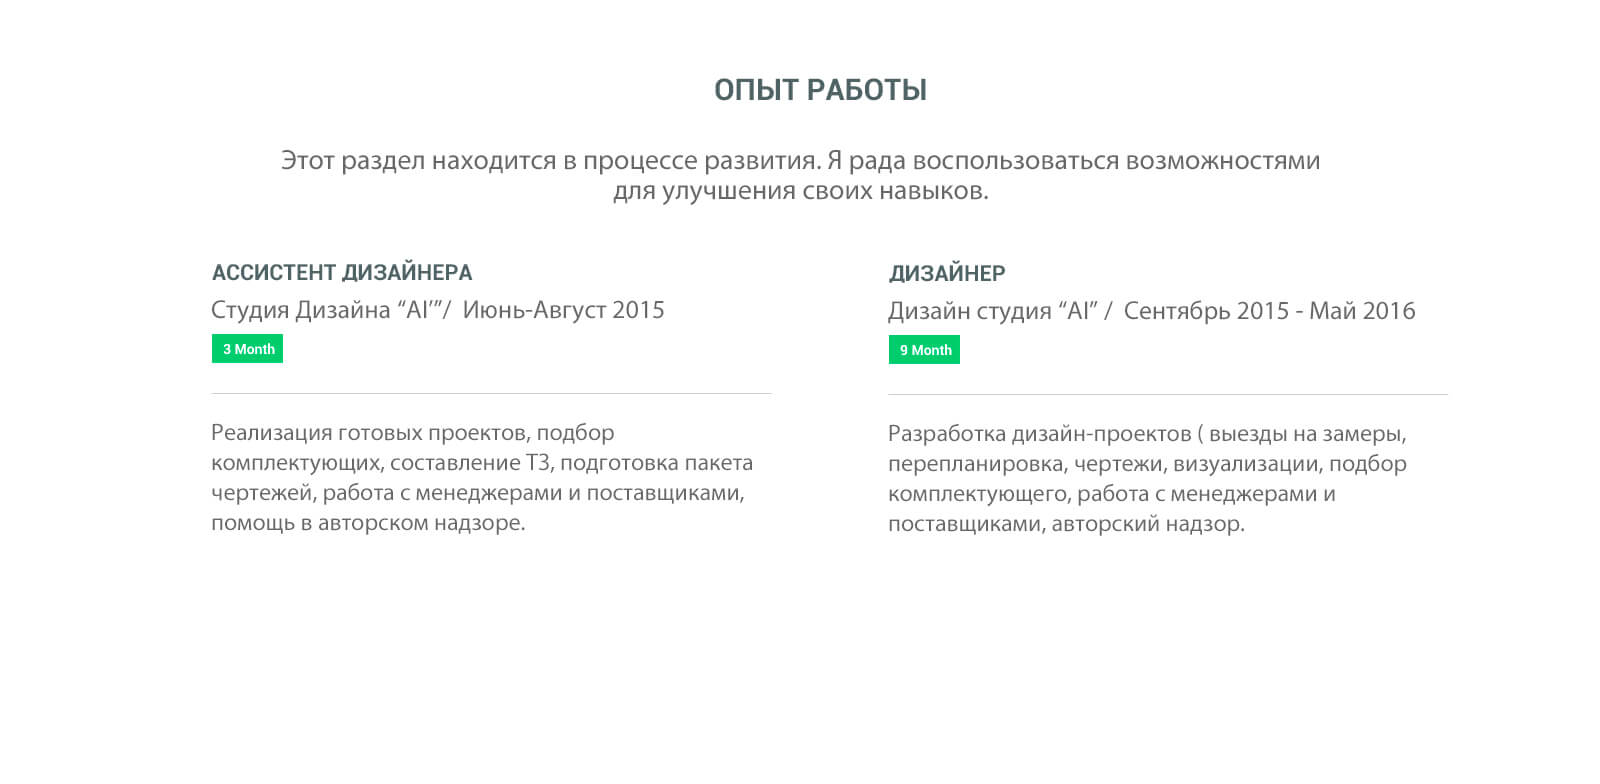 ОПЫТ РАБОТЫ
Этот раздел находится в процессе развития. Я рада воспользоваться возможностями
для улучшения своих навыков.
АССИСТЕНТ ДИЗАЙНЕРА
Студия Дизайна “AI’”/ Июнь-Август 2015
3 Month
Реализация готовых проектов, подбор
комплектующих, составление ТЗ, подготовка пакета
чертежей, работа с менеджерами и поставщиками,
помощь в авторском надзоре.
ДИЗАЙНЕР
Дизайн студия “AI” / Сентябрь 2015 - Май 2016
9 Month
Разработка дизайн-проектов ( выезды на замеры,
перепланировка, чертежи, визуализации, подбор
комплектующего, работа с менеджерами и
поставщиками, авторский надзор.